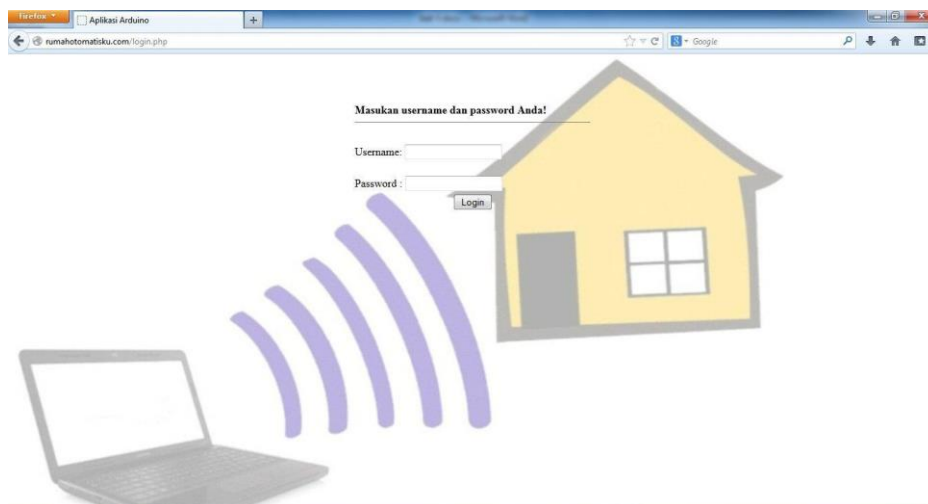 Firefox
Aplikasi Arduino
rumahotomatisku.com/login.php
Google
Masukan username dan password Anda!
Username:
Password :
Login